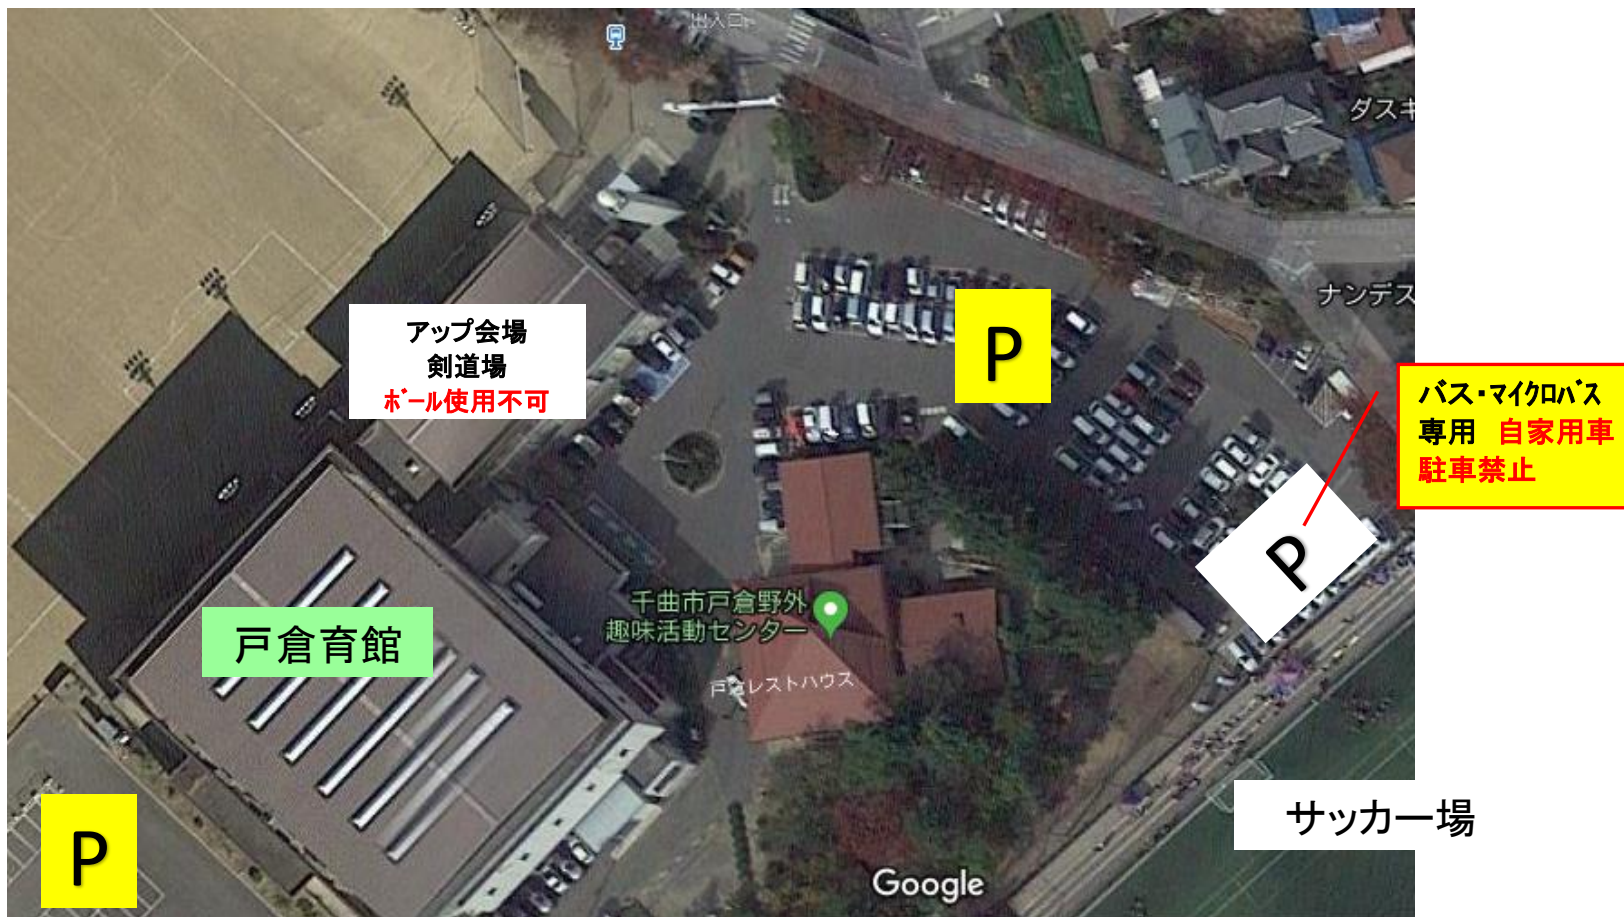 出入口
ダスキ
ナンデス
アップ会場
剣道場
ボール使用不可
P
バス・マイクロバス
専用 自家用車
駐車禁止
P
千曲市戸倉野外
趣味活動センター
戸倉育館
戸倉レストハウス
サッカー場
P
Google